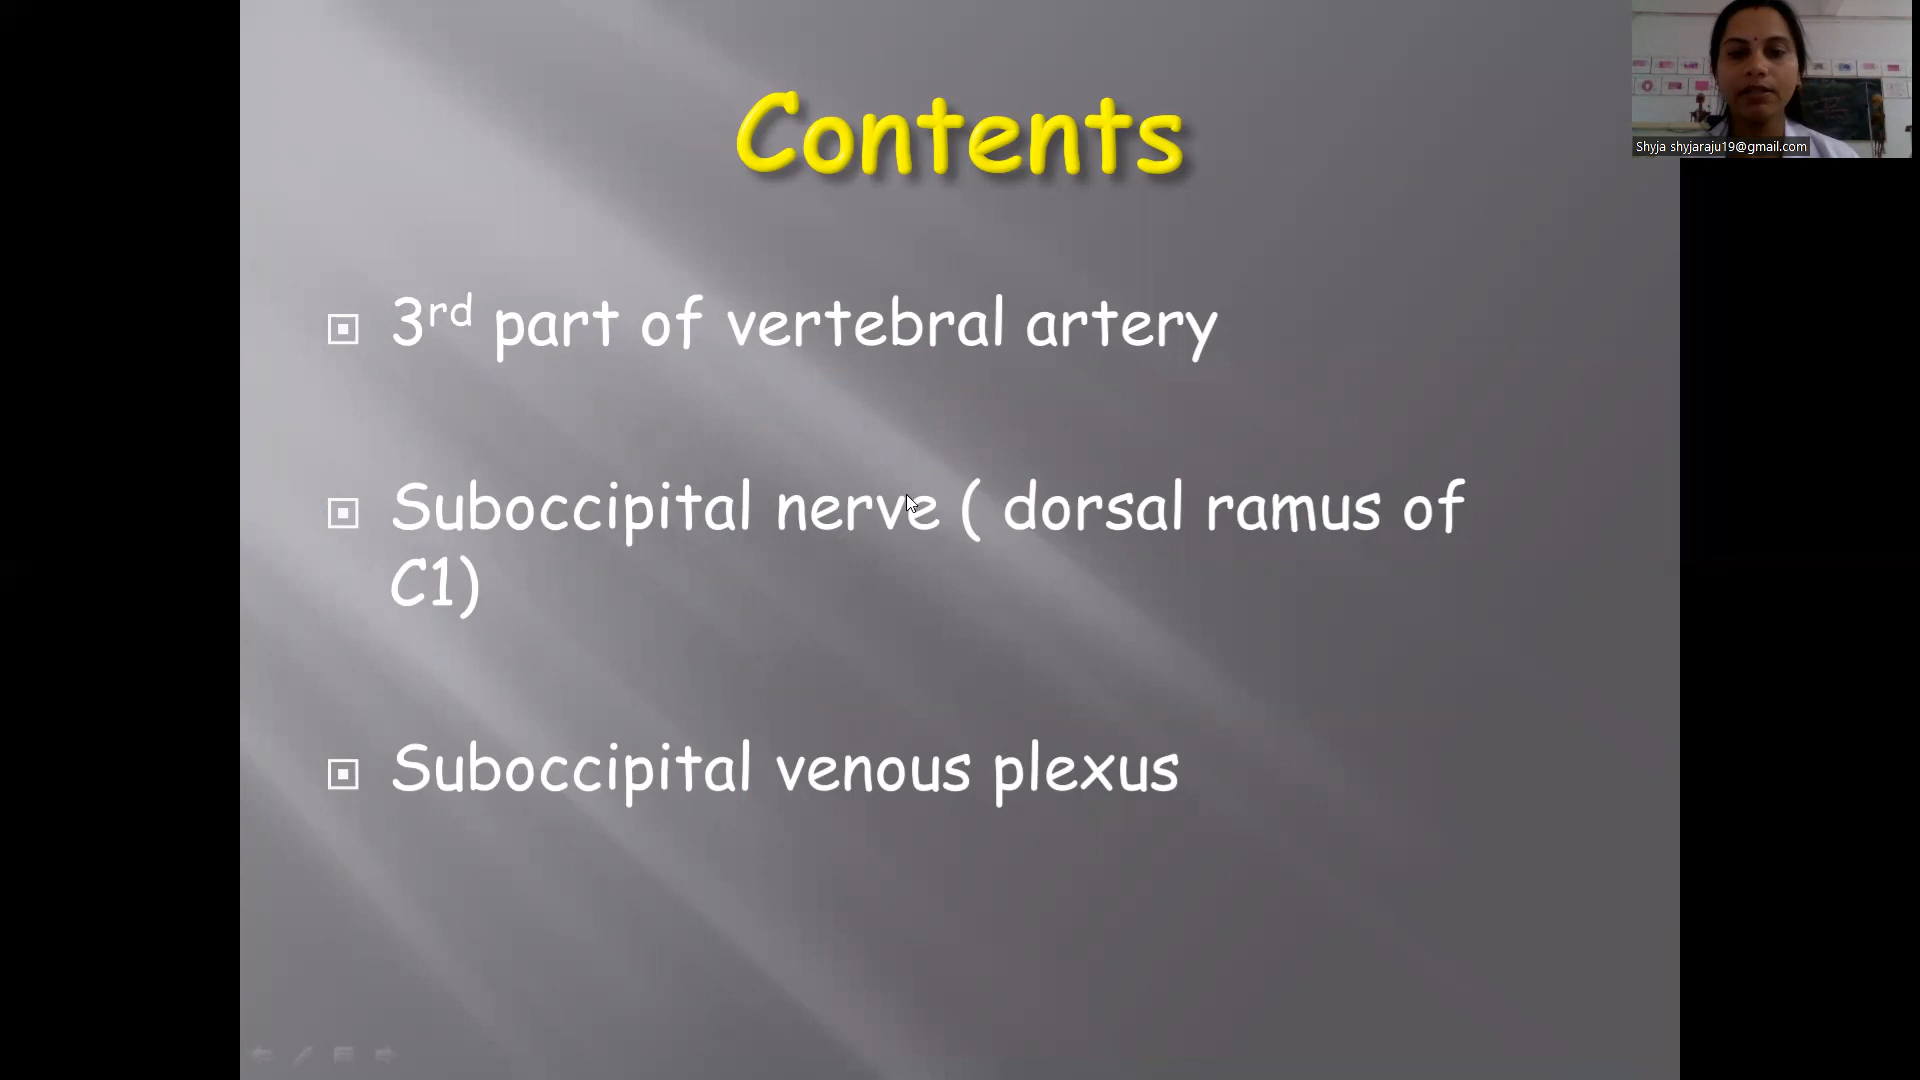 Contents
Shyja shyjaraju19@gmail.com
3rd part of vertebral artery
Suboccipital nerve ( dorsal ramus of
C1)
Suboccipital venous plexus